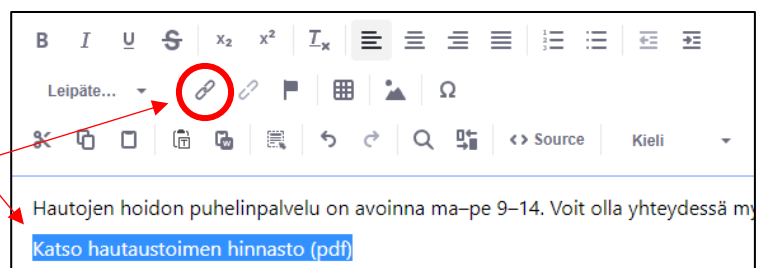 B I U S x₂ x² Tx
Leipäte... Ω
Source Kieli
Hautojen hoidon puhelinpalvelu on avoinna ma–pe 9–14. Voit olla yhteydessä my
Katso hautaustoimen hinnasto (pdf)